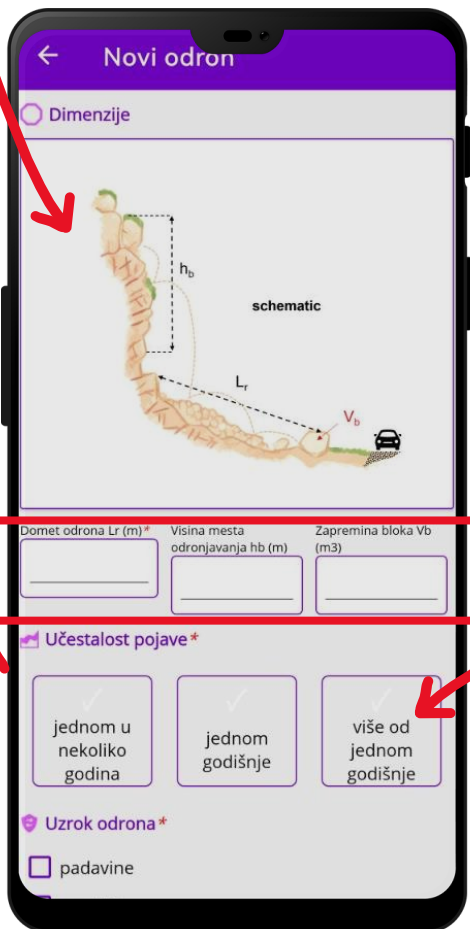 Novi odron
Dimenzije
hb
schematic
Lr
Vb
Domet odrona Lr (m)*
Visina mesta
odronjavanja hb (m)
Zapremina bloka Vb
(m3)
Učestalost pojave*
jednom u
nekoliko
godina
jednom
godišnje
više od
jednom
godišnje
Uzrok odrona*
padavine